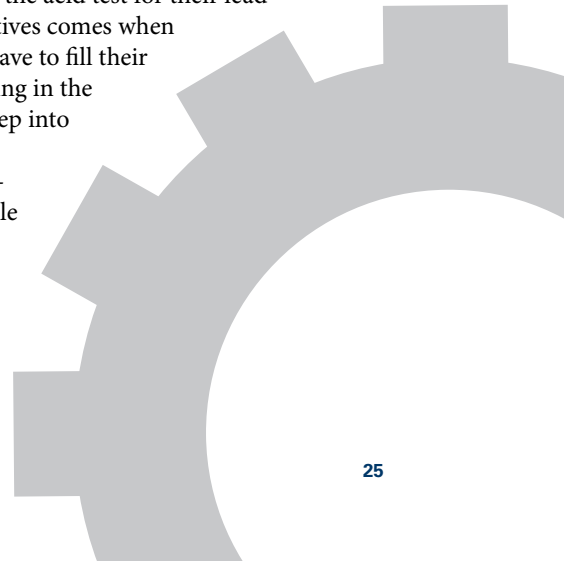 the acid test for their lead
tives comes when
ave to fill their
ng in the
ep into
-
le
25